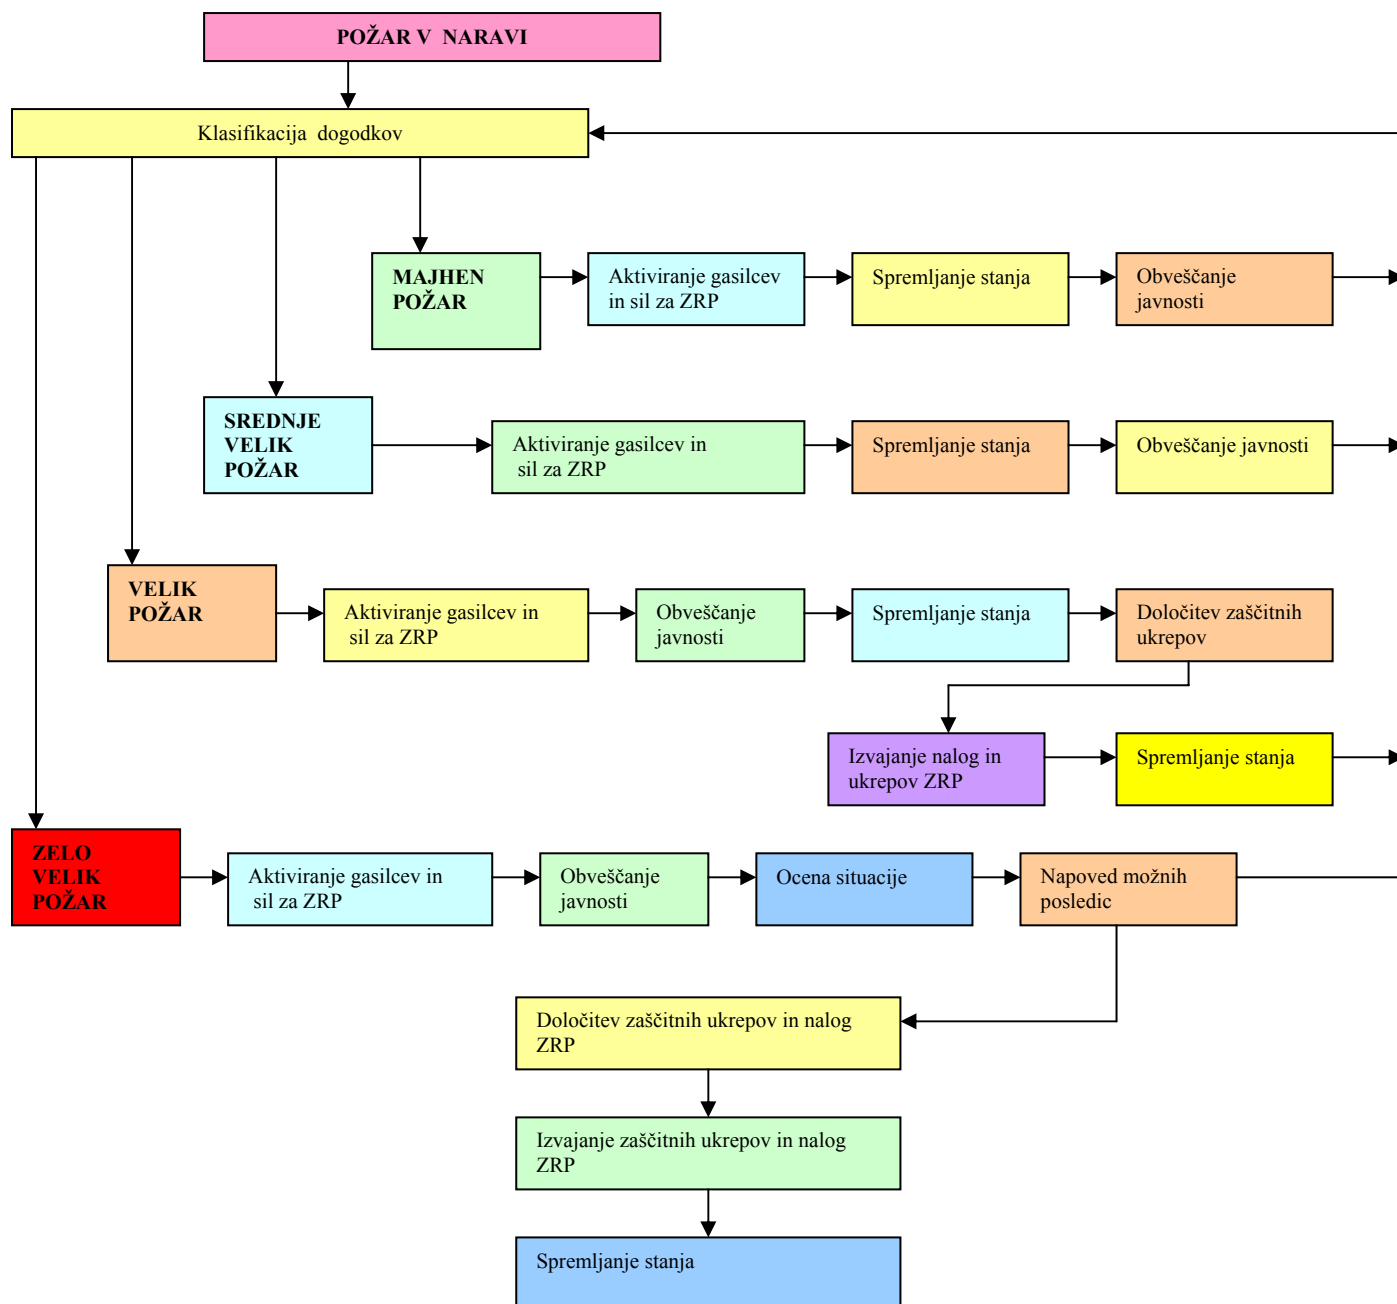 POŽAR V NARAVI
Klasifikacija dogodkov
MAJHEN
POŽAR
Aktiviranje gasilcev
in sil za ZRP
Spremljanje stanja
Obveščanje
javnosti
SREDNJE
VELIK
POŽAR
Aktiviranje gasilcev in
sil za ZRP
Spremljanje stanja
Obveščanje javnosti
VELIK
POŽAR
Aktiviranje gasilcev in
sil za ZRP
Obveščanje
javnosti
Spremljanje stanja
Določitev zaščitnih
ukrepov
Izvajanje nalog in
ukrepov ZRP
Spremljanje stanja
ZELO
VELIK
POŽAR
Aktiviranje gasilcev in
sil za ZRP
Obveščanje
javnosti
Ocena situacije
Napoved možnih
posledic
Določitev zaščitnih ukrepov in nalog
ZRP
Izvajanje zaščitnih ukrepov in nalog
ZRP
Spremljanje stanja